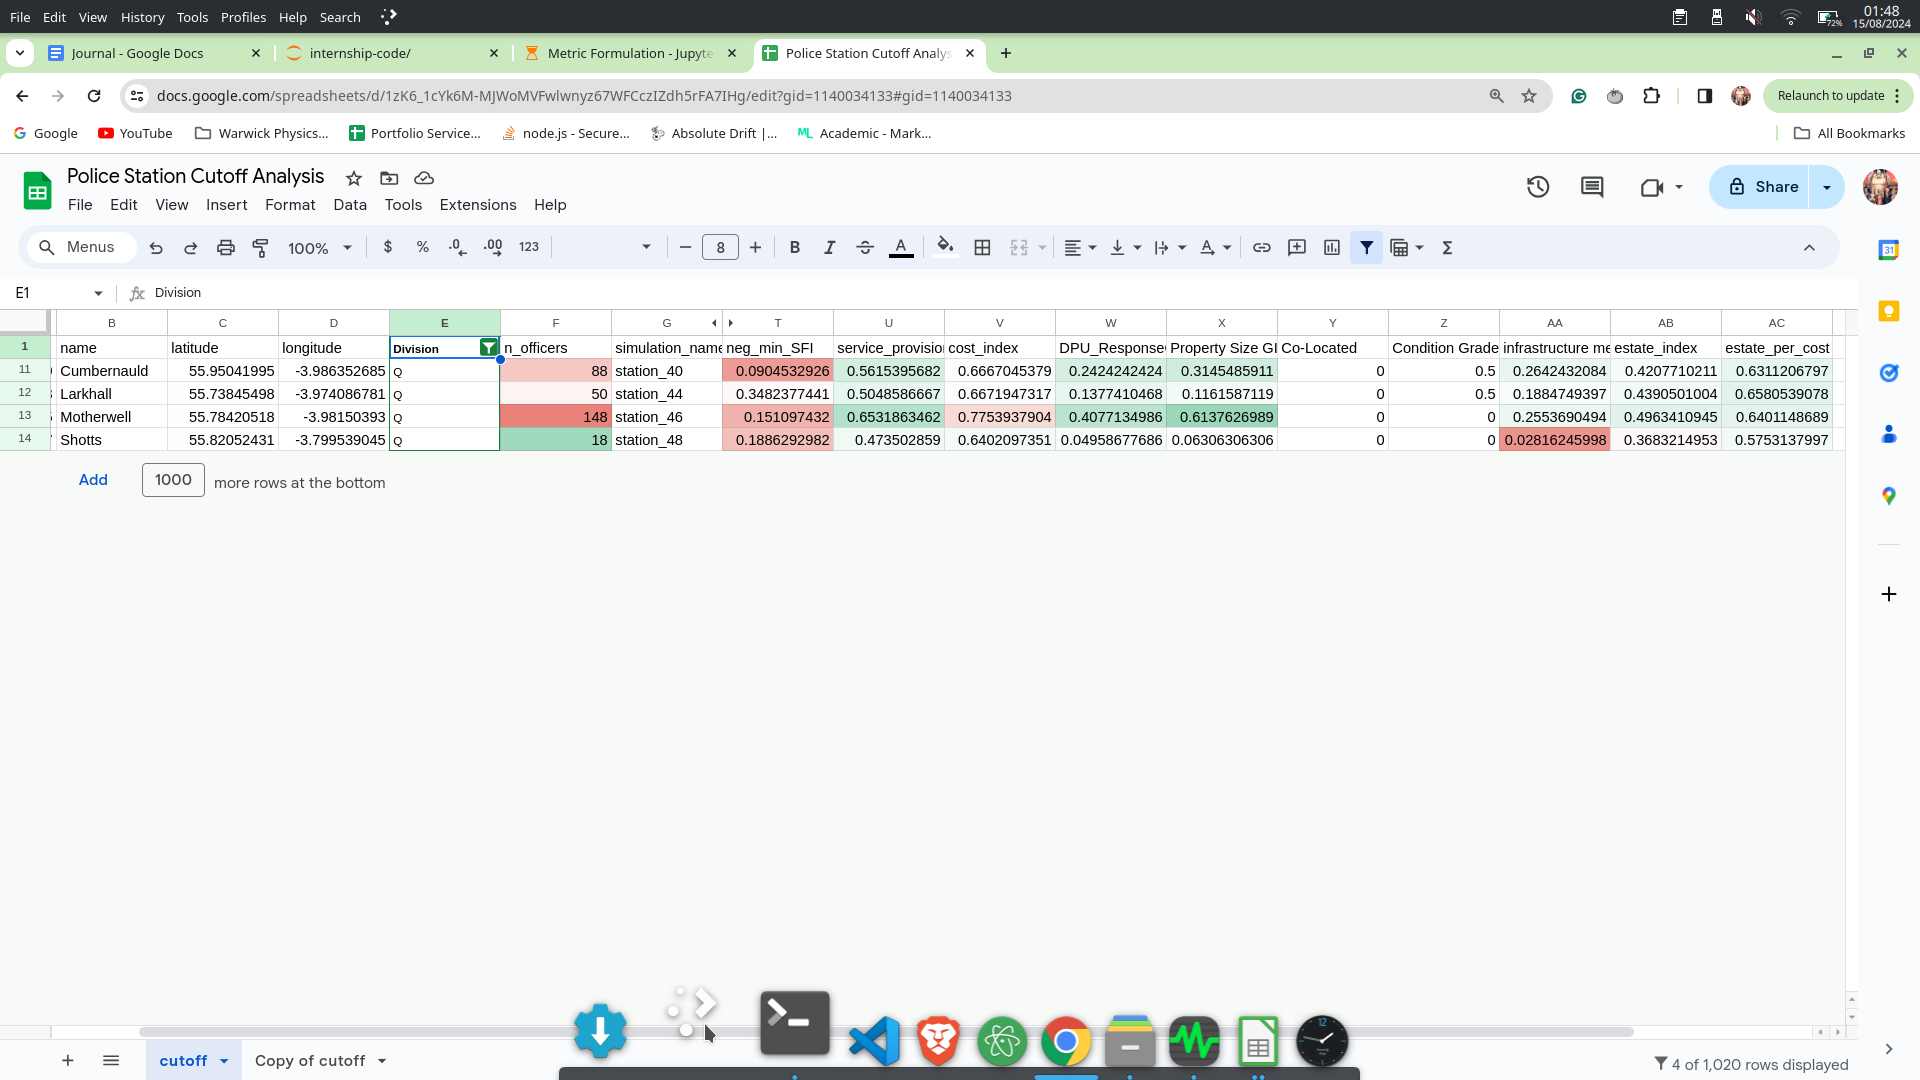 File Edit View History Tools Profiles Help Search
72%
01:48
15/08/2024
Journal - Google Docs
internship-code/
Metric Formulation - Jupyte
Police Station Cutoff Analys
docs.google.com/spreadsheets/d/1zK6_1cYk6M-MJWoMVFwlwnyz67WFCczIZdh5rFA7IHg/edit?gid=1140034133#gid=1140034133
Relaunch to update
Google YouTube Warwick Physics... Portfolio Service... node.js - Secure... Absolute Drift |... Academic - Mark... All Bookmarks
Police Station Cutoff Analysis
File Edit View Insert Format Data Tools Extensions Help
Share
Menus 100% $ % .0 .00 123 8 B I S A
31
E1 fx Division
B C D E F G T U V W X Y Z AA AB AC
1 name latitude longitude Division n_officers simulation_name neg_min_SFI service_provision cost_index DPU_Response Property Size GI Co-Located Condition Grade infrastructure me estate_index estate_per_cost
11 Cumbernauld 55.95041995 -3.986352685 Q 88 station_40 0.0904532926 0.5615395682 0.6667045379 0.2424242424 0.3145485911 0 0.5 0.2642432084 0.4207710211 0.6311206797
12 Larkhall 55.73845498 -3.974086781 Q 50 station_44 0.3482377441 0.5048586667 0.6671947317 0.1377410468 0.1161587119 0 0.5 0.1884749397 0.4390501004 0.6580539078
13 Motherwell 55.78420518 -3.98150393 Q 148 station_46 0.151097432 0.6531863462 0.7753937904 0.4077134986 0.6137626989 0 0 0.2553690494 0.4963410945 0.6401148689
14 Shotts 55.82052431 -3.799539045 Q 18 station_48 0.1886292982 0.473502859 0.6402097351 0.04958677686 0.06306306306 0 0 0.02816245998 0.3683214953 0.5753137997
Add 1000 more rows at the bottom
12
cutoff Copy of cutoff
4 of 1,020 rows displayed